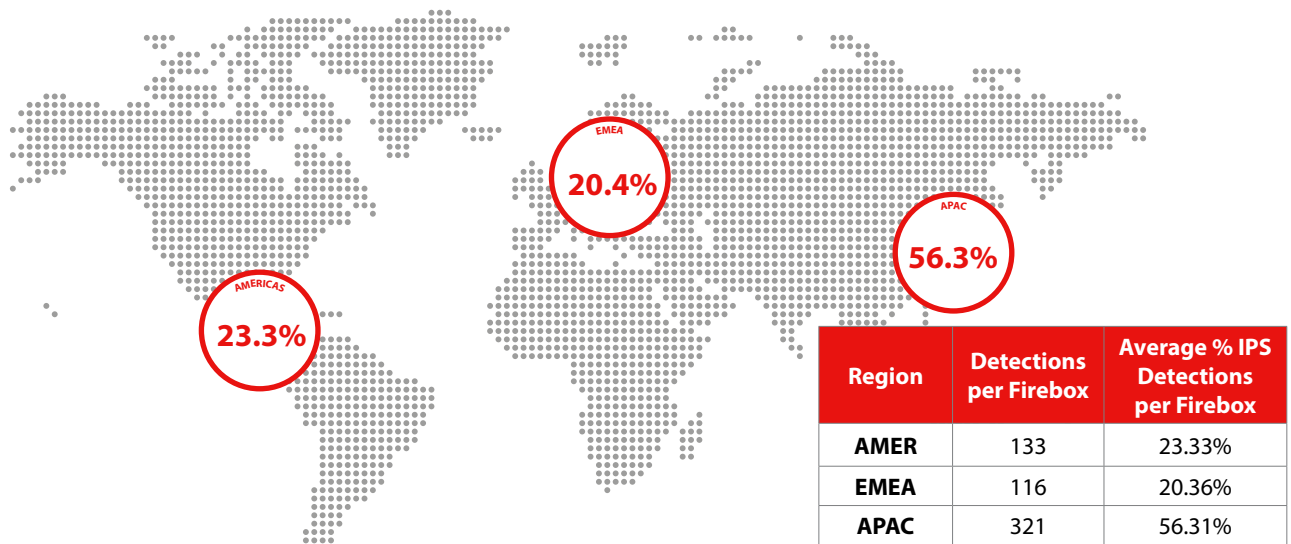 EMEA
20.4%
APAC
56.3%
AMERICAS
23.3%
Region
Detections
per Firebox
Average % IPS
Detections
per Firebox
AMER 133 23.33%
EMEA 116 20.36%
APAC 321 56.31%